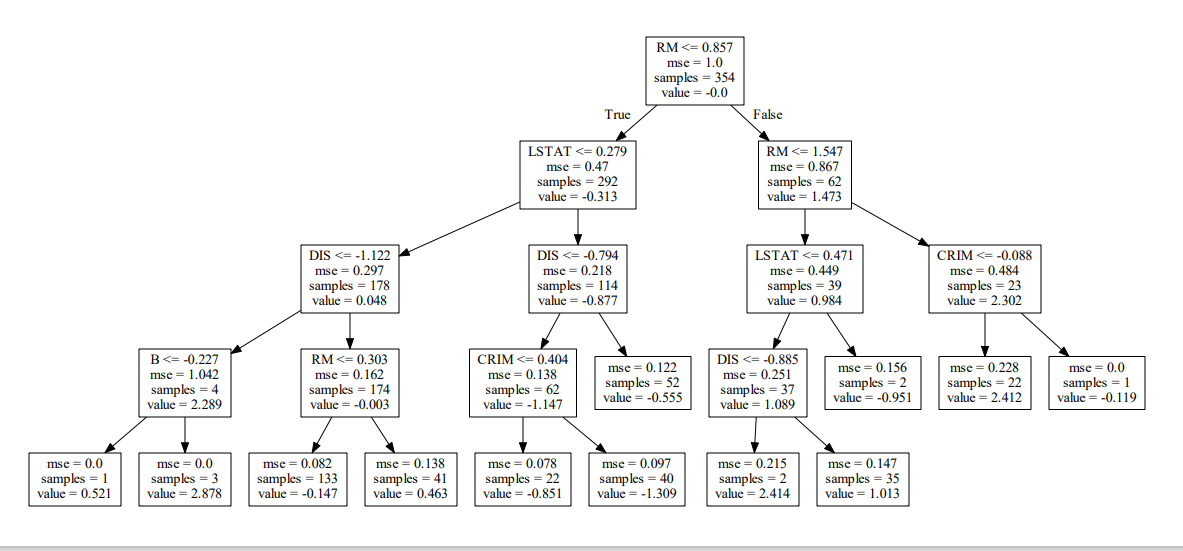 RM <= 0.857
mse = 1.0
samples = 354
value = -0.0
True
False
LSTAT <= 0.279
mse = 0.47
samples = 292
value = -0.313
RM <= 1.547
mse = 0.867
samples = 62
value = 1.473
DIS <= -1.122
mse = 0.297
samples = 178
value = 0.048
DIS <= -0.794
mse = 0.218
samples = 114
value = -0.877
LSTAT <= 0.471
mse = 0.449
samples = 39
value = 0.984
CRIM <= -0.088
mse = 0.484
samples = 23
value = 2.302
B <= -0.227
mse = 1.042
samples = 4
value = 2.289
RM <= 0.303
mse = 0.162
samples = 174
value = -0.003
CRIM <= 0.404
mse = 0.138
samples = 62
value = -1.147
mse = 0.122
samples = 52
value = -0.555
DIS <= -0.885
mse = 0.251
samples = 37
value = 1.089
mse = 0.156
samples = 2
value = -0.951
mse = 0.228
samples = 22
value = 2.412
mse = 0.0
samples = 1
value = -0.119
mse = 0.0
samples = 1
value = 0.521
mse = 0.0
samples = 3
value = 2.878
mse = 0.082
samples = 133
value = -0.147
mse = 0.138
samples = 41
value = 0.463
mse = 0.078
samples = 22
value = -0.851
mse = 0.097
samples = 40
value = -1.309
mse = 0.215
samples = 2
value = 2.414
mse = 0.147
samples = 35
value = 1.013